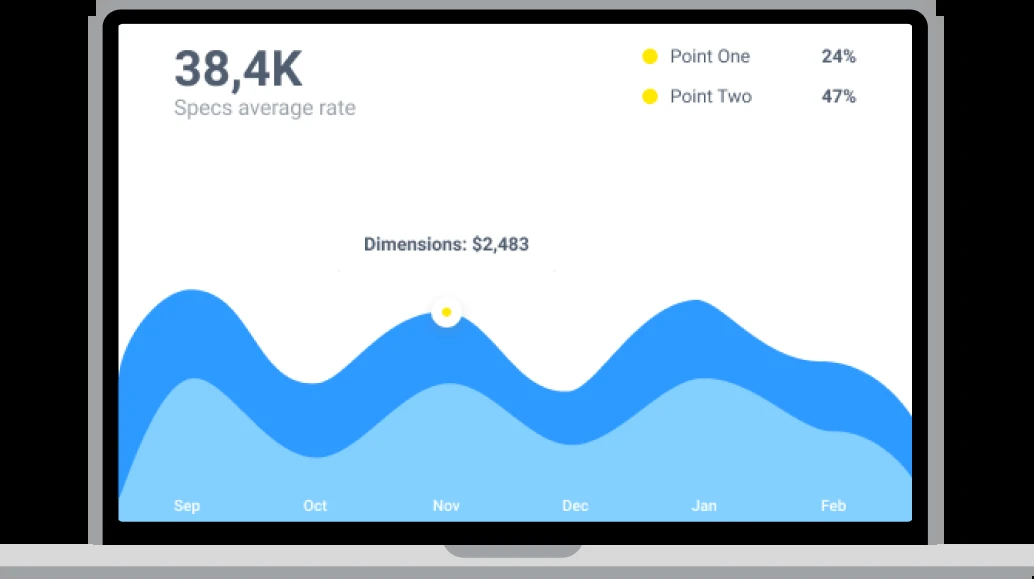 38,4K
Specs average rate
Point One 24%
Point Two 47%
Dimensions: $2,483
Sep Oct Nov Dec Jan Feb